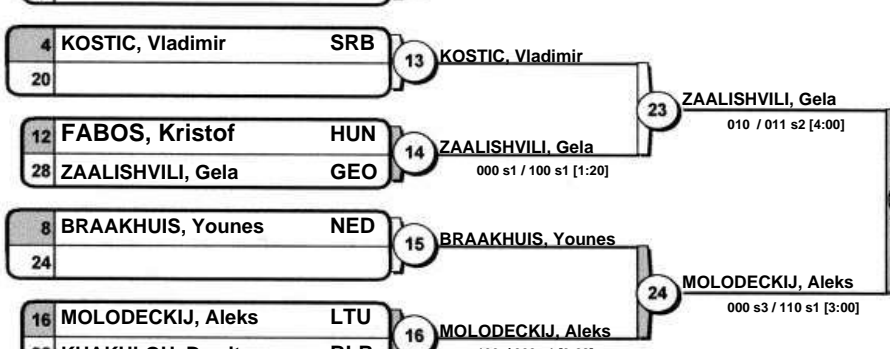 4 KOSTIC, Vladimir SRB
20
13 KOSTIC, Vladimir
12 FABOS, Kristof HUN
28 ZAALISHVILI, Gela GEO
14 ZAALISHVILI, Gela
000 s1 / 100 s1 [1:20]
23 ZAALISHVILI, Gela
010 / 011 s2 [4:00]
8 BRAAKHUIS, Younes NED
24
15 BRAAKHUIS, Younes
16 MOLODECKIJ, Aleks LTU
16 MOLODECKIJ, Aleks
24 MOLODECKIJ, Aleks
000 s3 / 110 s1 [3:00]